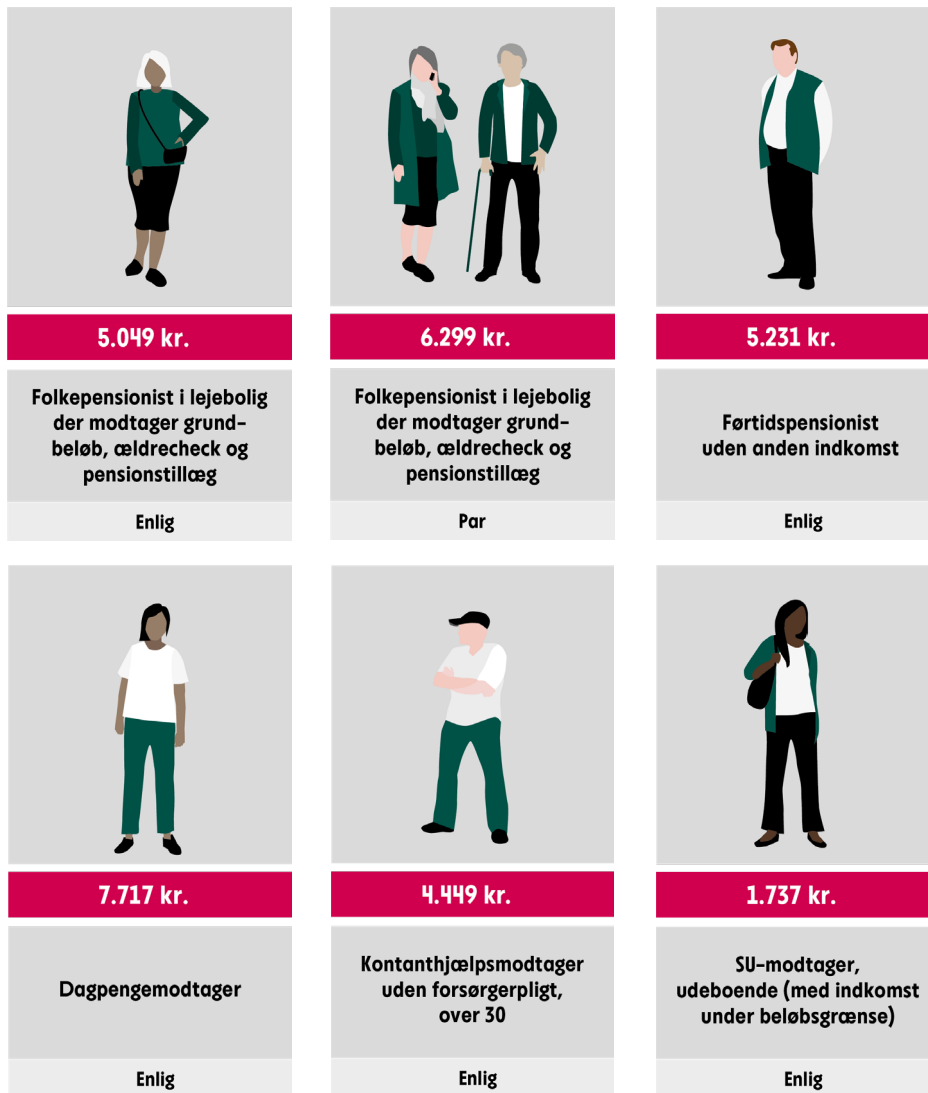 5.049 kr.
Folkepensionist i lejebolig
der modtager grund-
beløb, ældrecheck og
pensionstillæg
Enlig
6.299 kr.
Folkepensionist i lejebolig
der modtager grund-
beløb, ældrecheck og
pensionstillæg
Par
5.231 kr.
Førtidspensionist
uden anden indkomst
Enlig
7.717 kr.
Dagpengemodtager
Enlig
4.449 kr.
Kontanthjælpsmodtager
uden forsørgerpligt,
over 30
Enlig
1.737 kr.
SU-modtager,
udeboende (med indkomst
under beløbsgrænse)
Enlig